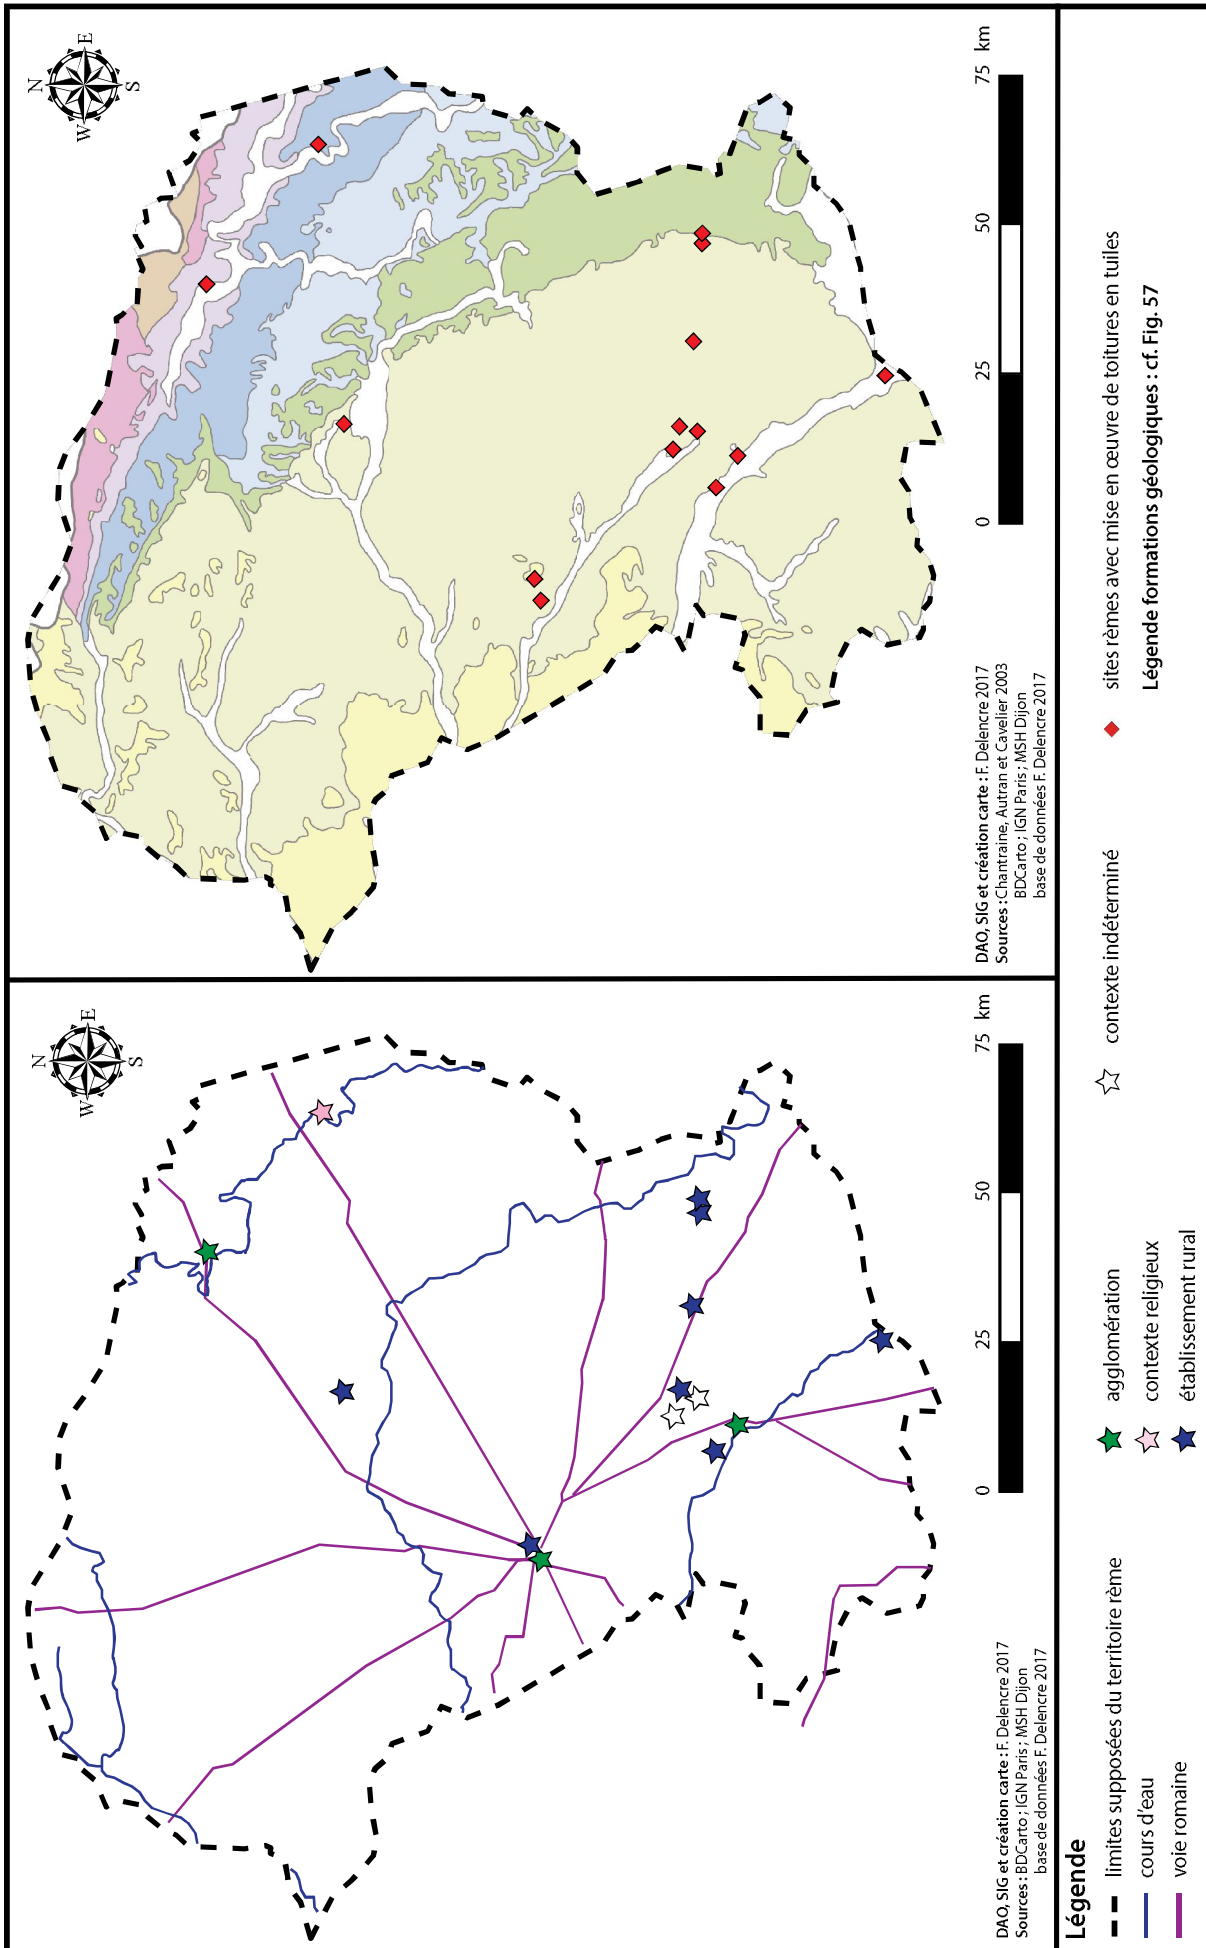 N
W
E
S
0
25
50
75
km
DAO, SIG et création carte : F. Delencre 2017
Sources : BDCarto ; IGN Paris ; MSH Dijon
base de données F. Delencre 2017
N
W
E
S
0
25
50
75
km
DAO, SIG et création carte : F. Delencre 2017
Sources : Chantraine, Autran et Cavelier 2003
BDCarto ; IGN Paris ; MSH Dijon
base de données F. Delencre 2017
Légende
limites supposées du territoire rème
cours d'eau
voie romaine
agglomération
contexte religieux
établissement rural
contexte indéterminé
sites rèmes avec mise en œuvre de toitures en tuiles
Légende formations géologiques : cf. Fig. 57